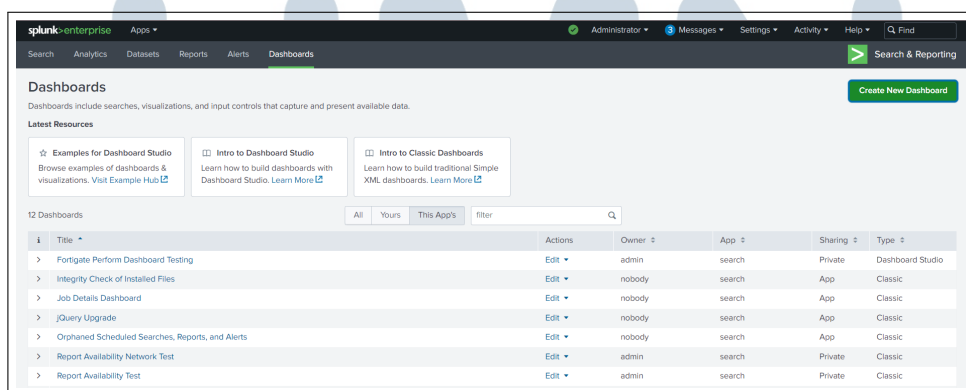 splunk>enterprise Apps Administrator 3 Messages Settings Activity Help Find
Search Analytics Datasets Reports Alerts Dashboards Search & Reporting
Dashboards
Create New Dashboard
Dashboards include searches, visualizations, and input controls that capture and present available data.
Latest Resources
Examples for Dashboard Studio
Browse examples of dashboards &
visualizations. Visit Example Hub
Intro to Dashboard Studio
Learn how to build dashboards with
Dashboard Studio. Learn More
Intro to Classic Dashboards
Learn how to build traditional Simple
XML dashboards. Learn More
12 Dashboards All Yours This App's filter
i Title Actions Owner App Sharing Type
Fortigate Perform Dashboard Testing Edit admin search Private Dashboard Studio
Integrity Check of Installed Files Edit nobody search App Classic
Job Details Dashboard Edit nobody search App Classic
jQuery Upgrade Edit nobody search App Classic
Orphaned Scheduled Searches, Reports, and Alerts Edit nobody search App Classic
Report Availability Network Test Edit admin search Private Classic
Report Availability Test Edit admin search Private Classic